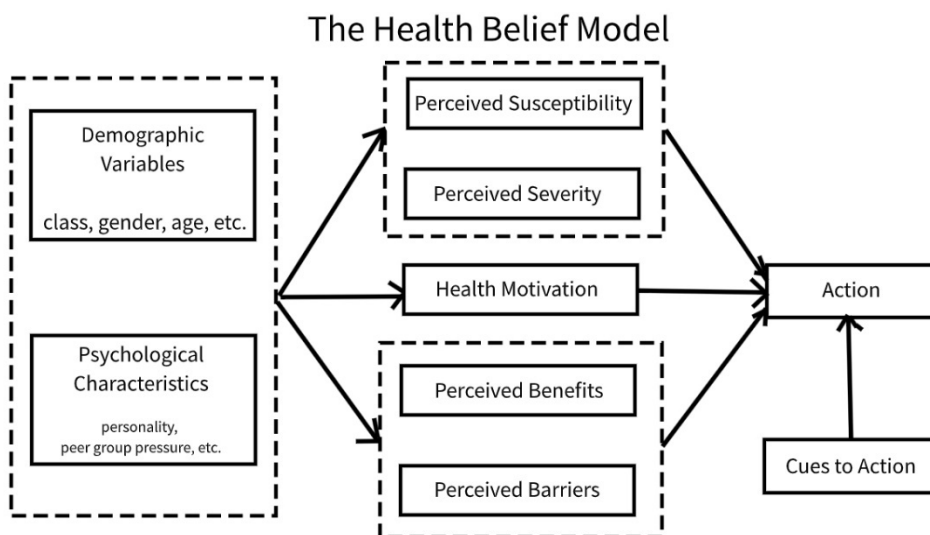 The Health Belief Model
Demographic
Variables
class, gender, age, etc.
Psychological
Characteristics
personality,
peer group pressure, etc.
Perceived Susceptibility
Perceived Severity
Health Motivation
Perceived Benefits
Perceived Barriers
Action
Cues to Action